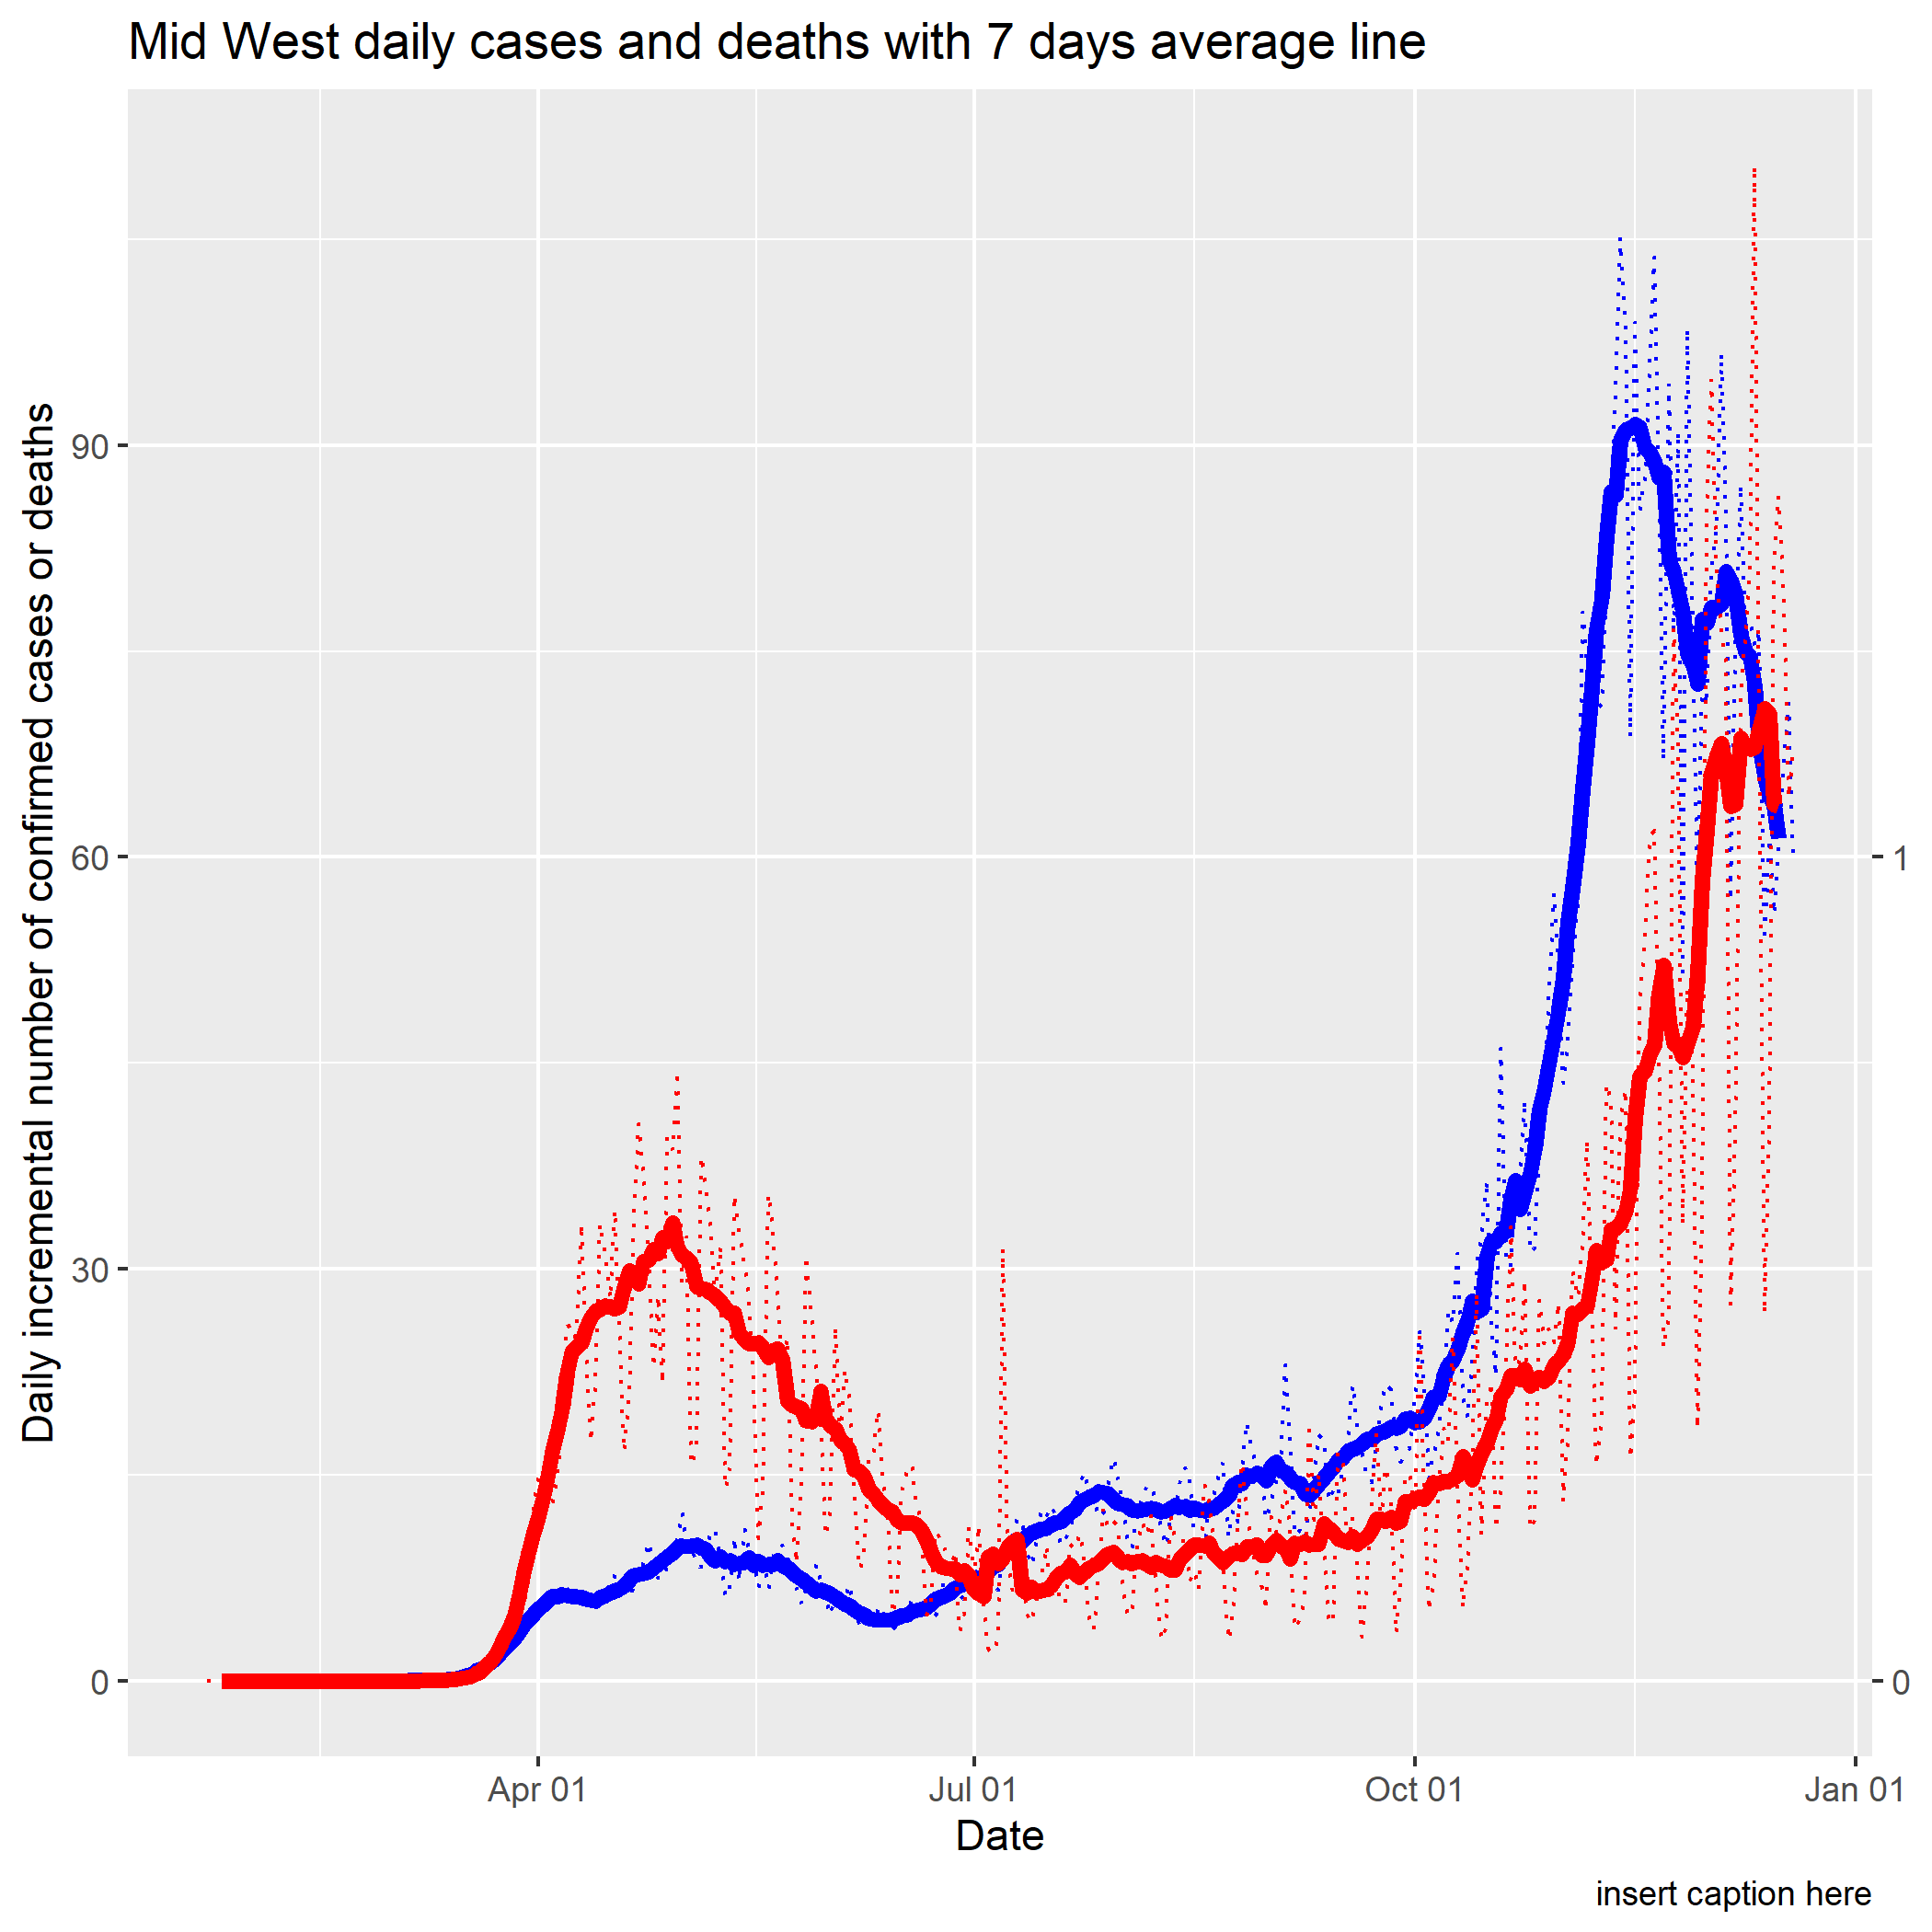 Mid West daily cases and deaths with 7 days average line
Daily incremental number of confirmed cases or deaths
90
60
30
0
1
0
Apr 01
Jul 01
Oct 01
Jan 01
Date
insert caption here